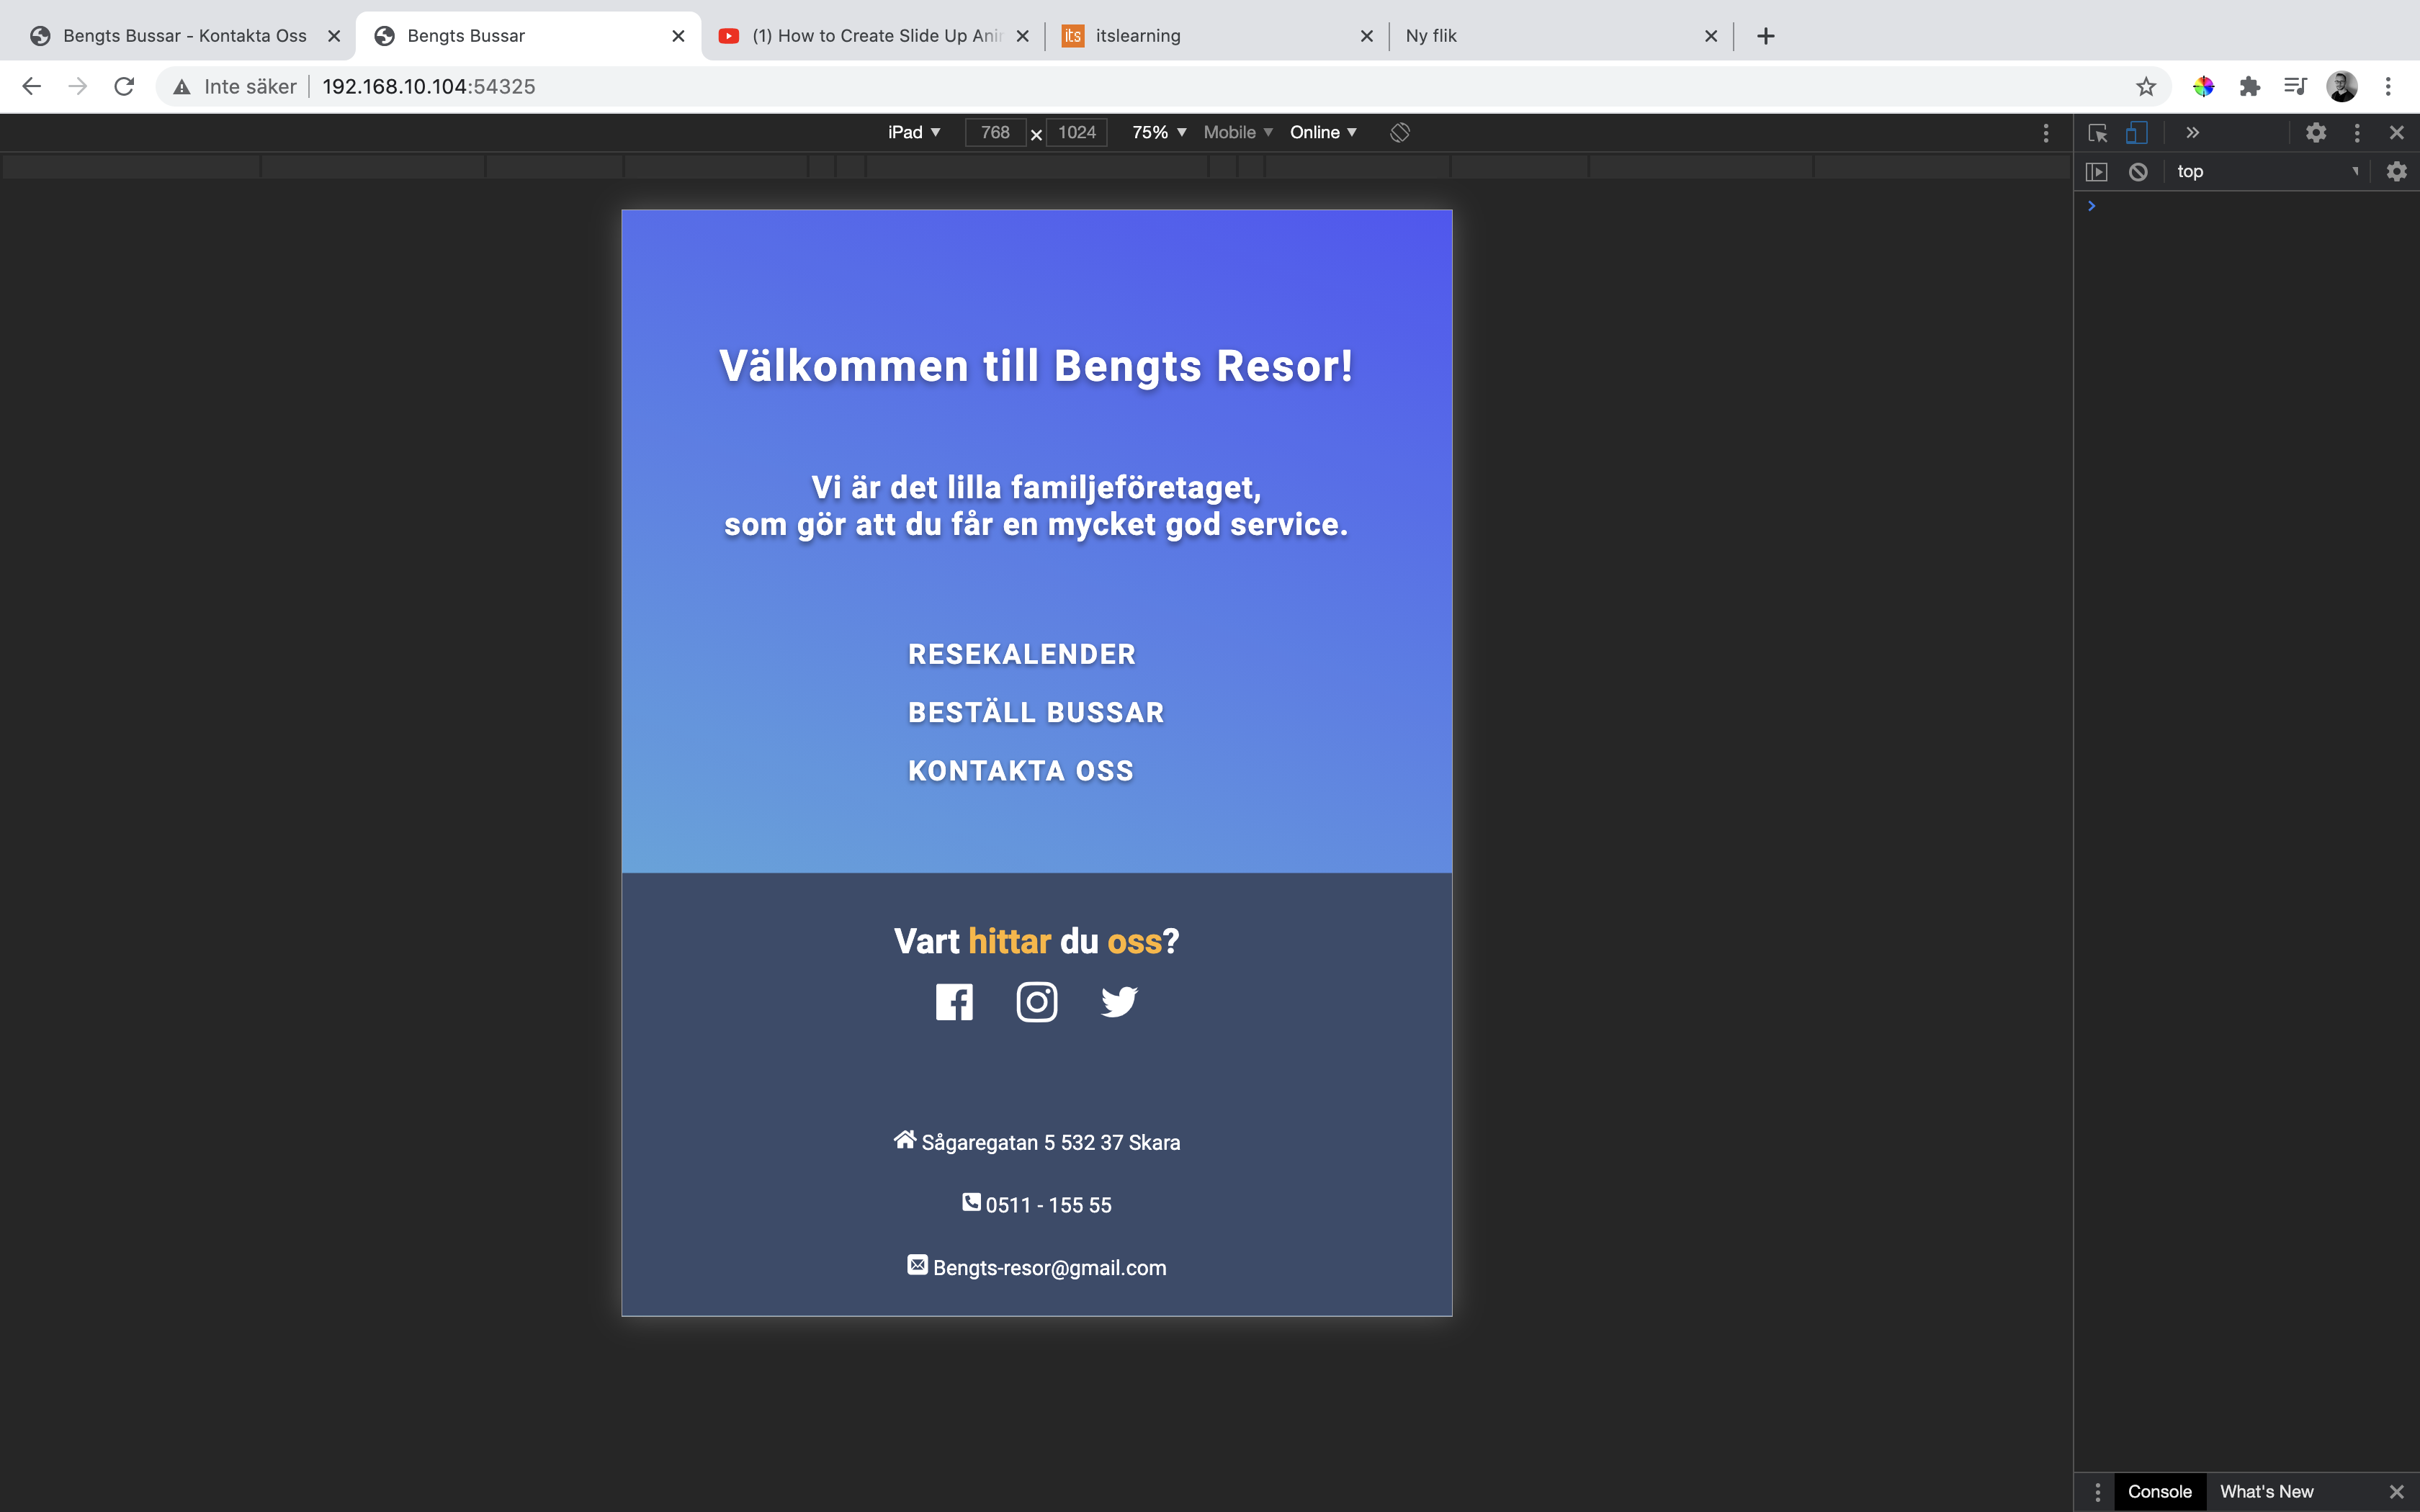 Bengts Bussar - Kontakta Oss
Bengts Bussar
(1) How to Create Slide Up Anim
its itslearning
Ny flik
Inte säker 192.168.10.104:54325
iPad 768 × 1024 75% Mobile Online
top
Välkommen till Bengts Resor!
Vi är det lilla familjeföretaget,
som gör att du får en mycket god service.
RESEKALENDER
BESTÄLL BUSSAR
KONTAKTA OSS
Vart hittar du oss?
Sågaregatan 5 532 37 Skara
0511 - 155 55
Bengts-resor@gmail.com
Console What's New